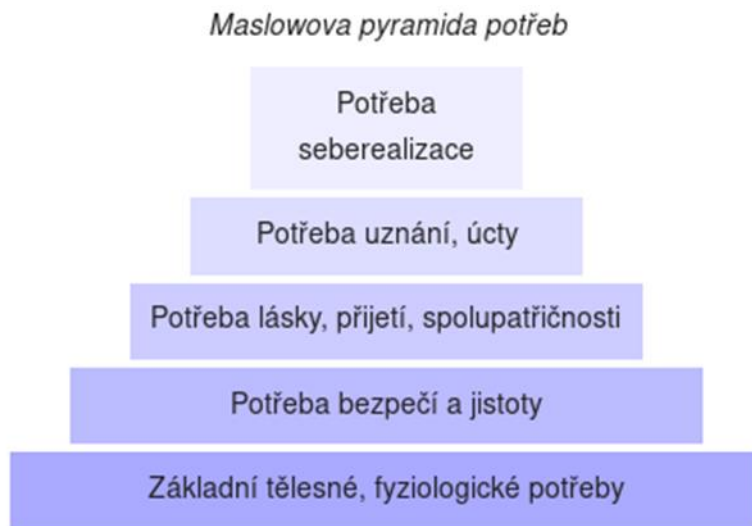 Maslowova pyramida potřeb
Potřeba
seberealizace
Potřeba uznání, úcty
Potřeba lásky, přijetí, spolupatřičnosti
Potřeba bezpečí a jistoty
Základní tělesné, fyziologické potřeby